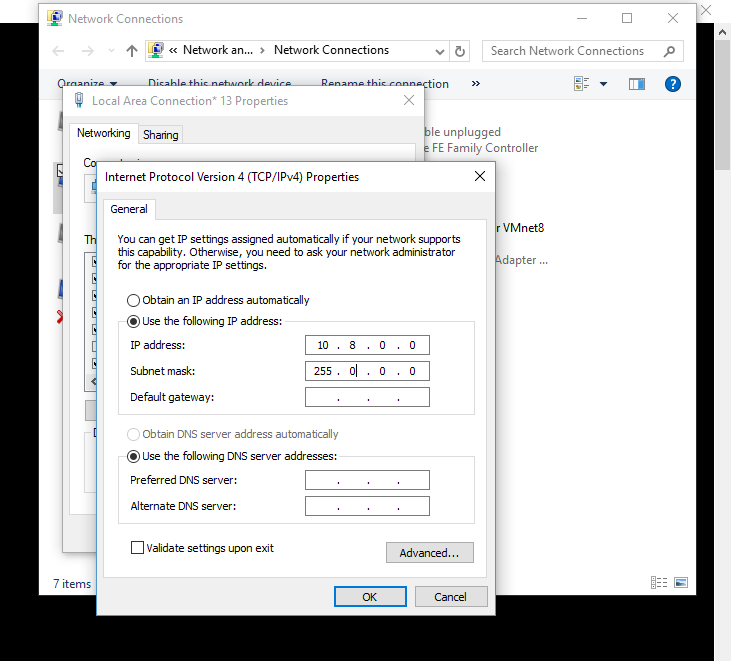 Network Connections
« Network an... › Network Connections
Search Network Connections
Organize
Disable this network device
Rename this connection
»
Local Area Connection* 13 Properties
ble unplugged
e FE Family Controller
Networking
Sharing
Internet Protocol Version 4 (TCP/IPv4) Properties
General
r VMnet8
Adapter ...
You can get IP settings assigned automatically if your network supports
this capability. Otherwise, you need to ask your network administrator
for the appropriate IP settings.
Obtain an IP address automatically
Use the following IP address:
IP address: 10 . 8 . 0 . 0
Subnet mask: 255 . 0 . 0 . 0
Default gateway: . . .
Obtain DNS server address automatically
Use the following DNS server addresses:
Preferred DNS server: . . .
Alternate DNS server: . . .
Validate settings upon exit
Advanced...
7 items
OK
Cancel